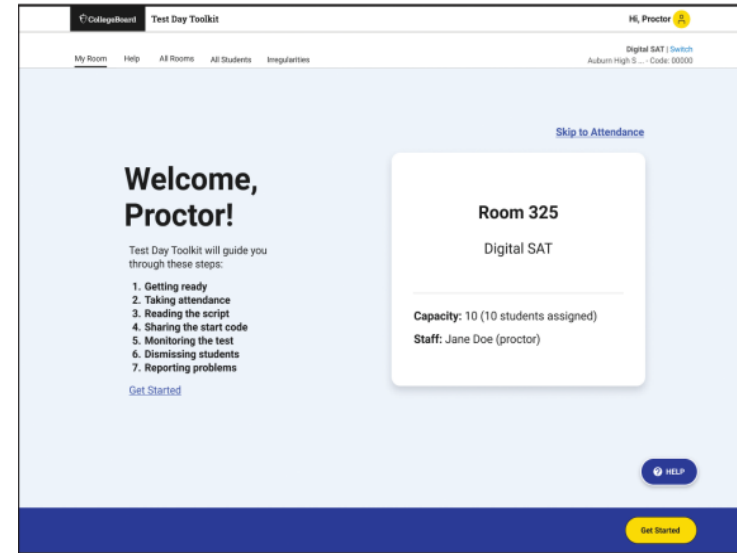 CollegeBoard Test Day Toolkit Hi, Proctor
My Room Help All Rooms All Students Irregularities
Digital SAT | Switch
Auburn High S ... - Code: 00000
Skip to Attendance
Welcome,
Proctor!
Test Day Toolkit will guide you
through these steps:
1. Getting ready
2. Taking attendance
3. Reading the script
4. Sharing the start code
5. Monitoring the test
6. Dismissing students
7. Reporting problems
Get Started
Room 325
Digital SAT
Capacity: 10 (10 students assigned)
Staff: Jane Doe (proctor)
? HELP
Get Started